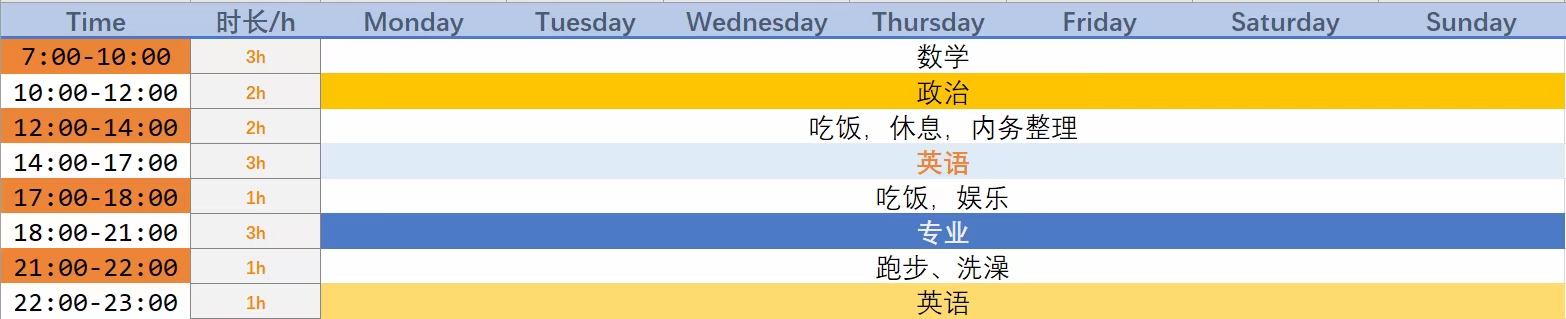 Time 时长/h Monday Tuesday Wednesday Thursday Friday Saturday Sunday
7:00-10:00 3h 数学
10:00-12:00 2h 政治
12:00-14:00 2h 吃饭，休息，内务整理
14:00-17:00 3h 英语
17:00-18:00 1h 吃饭，娱乐
18:00-21:00 3h 专业
21:00-22:00 1h 跑步、洗澡
22:00-23:00 1h 英语